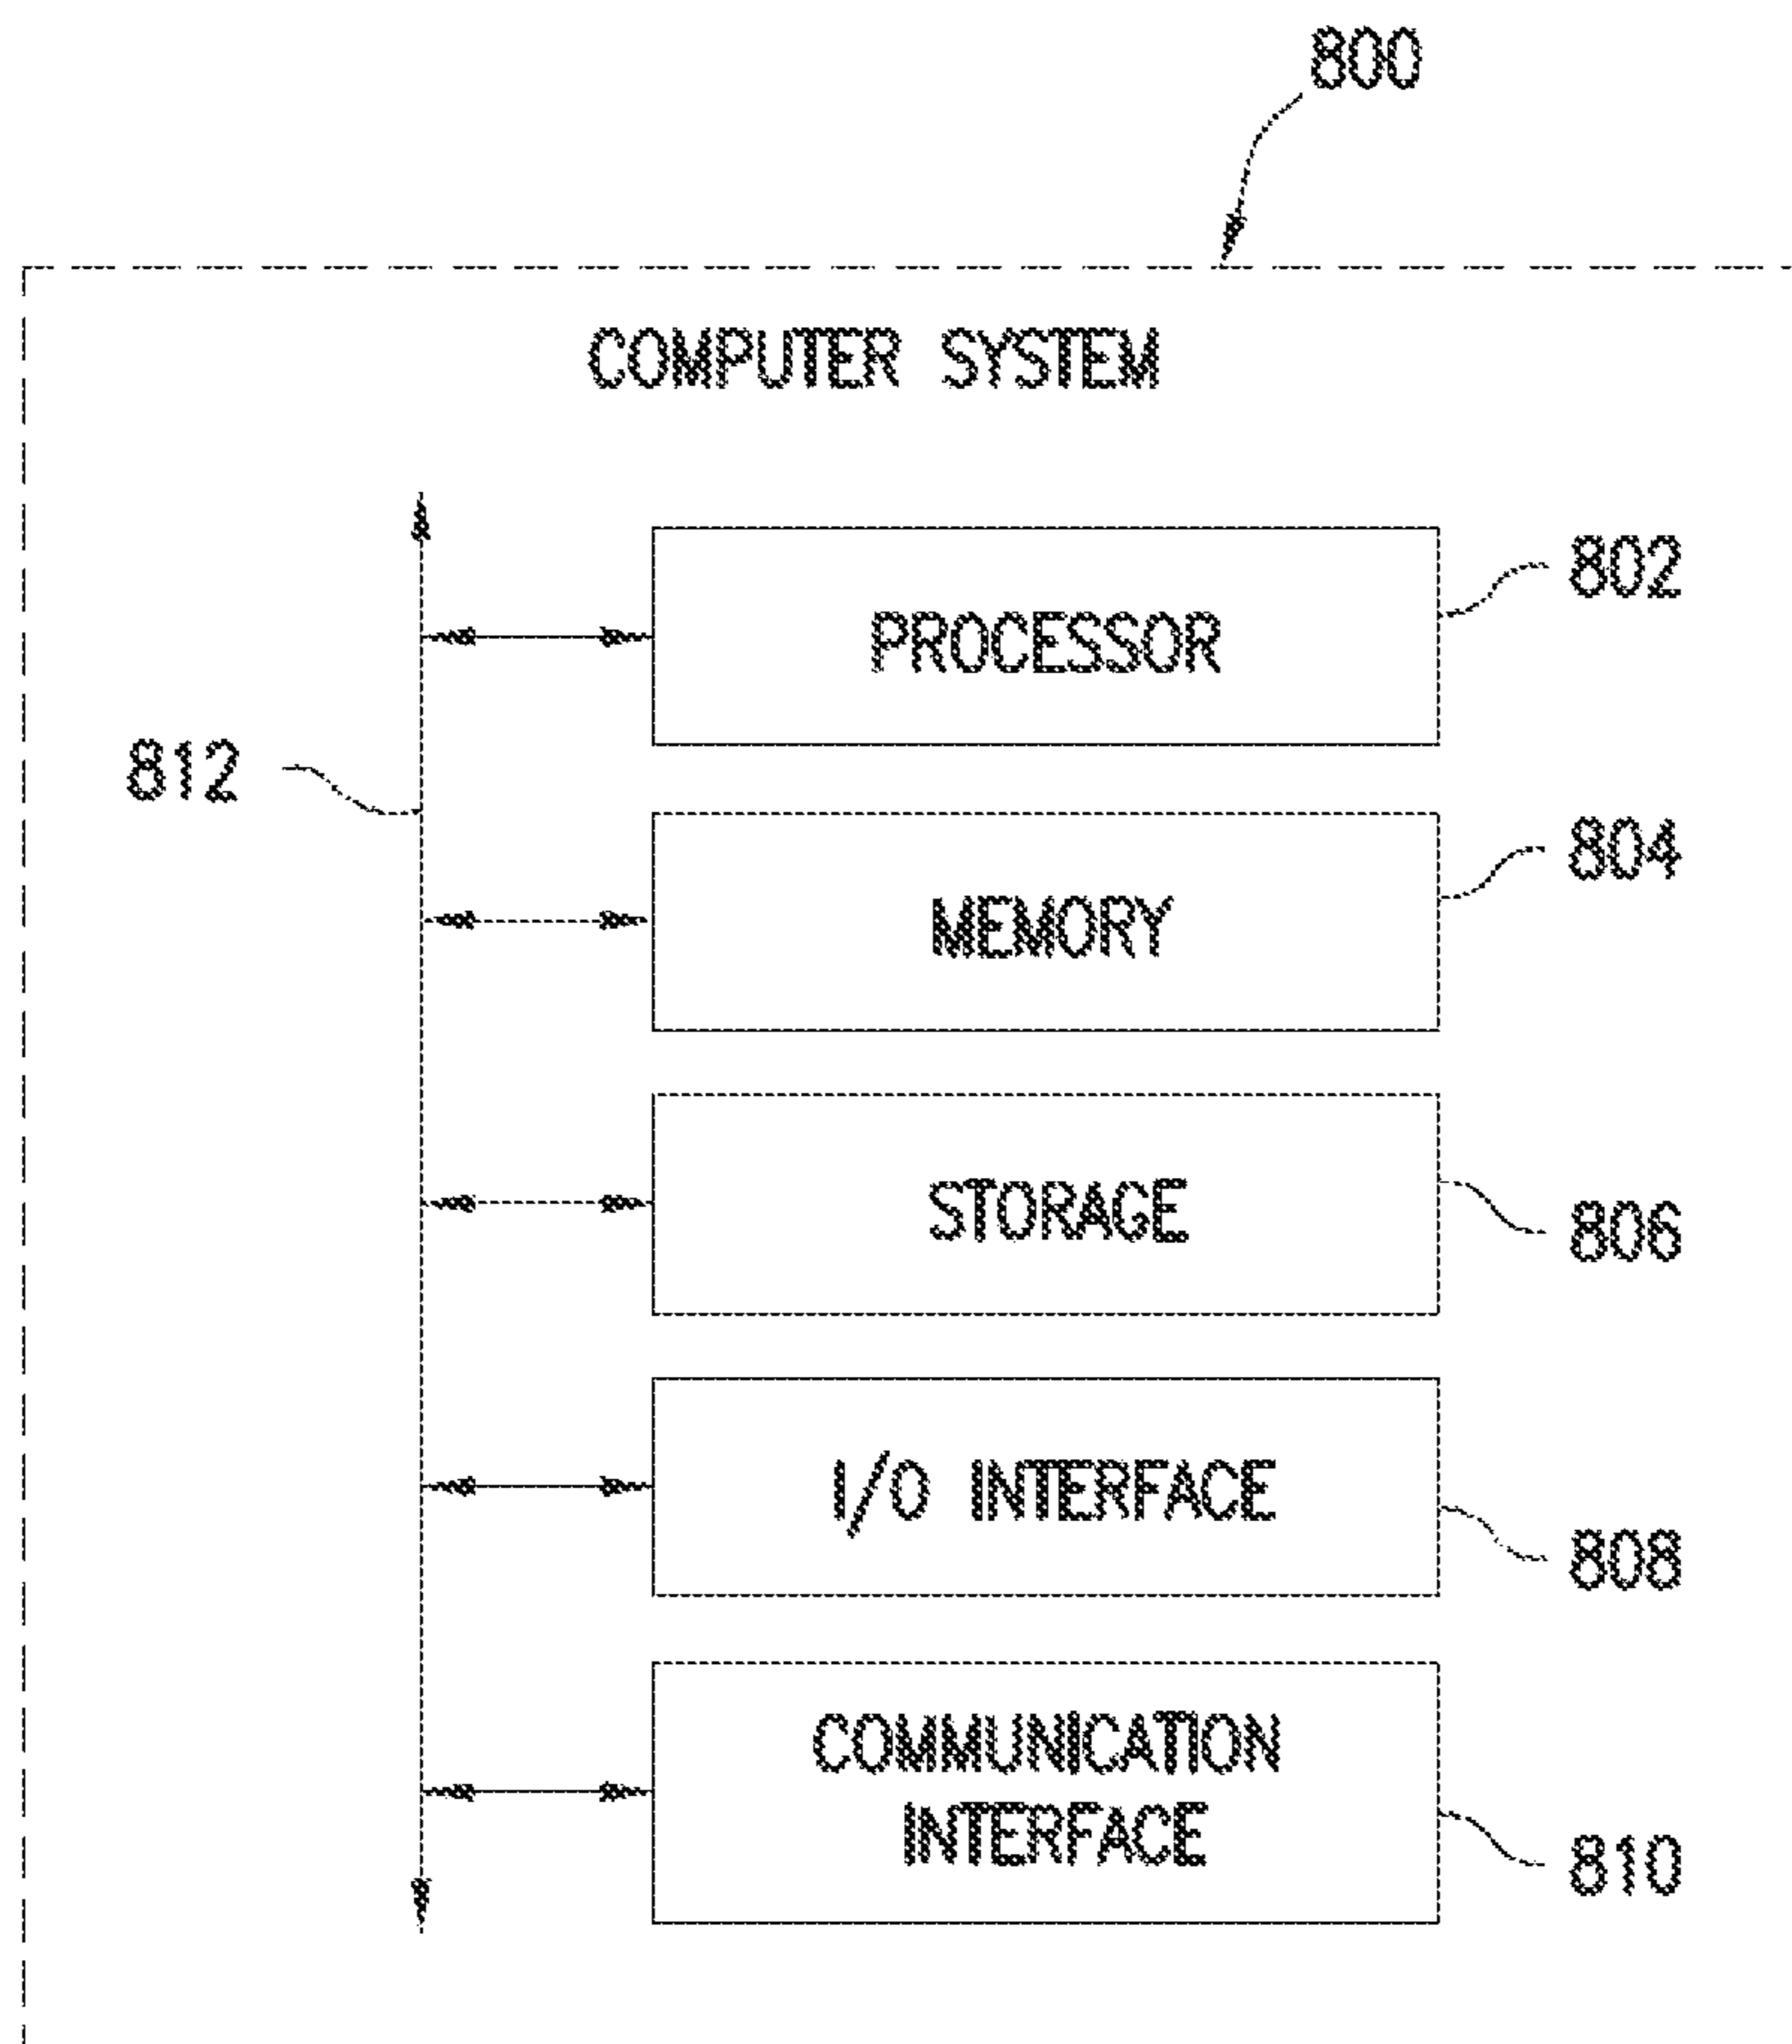 800
COMPUTER SYSTEM
PROCESSOR
802
812
MEMORY
804
STORAGE
806
I/O INTERFACE
808
COMMUNICATION
INTERFACE
810